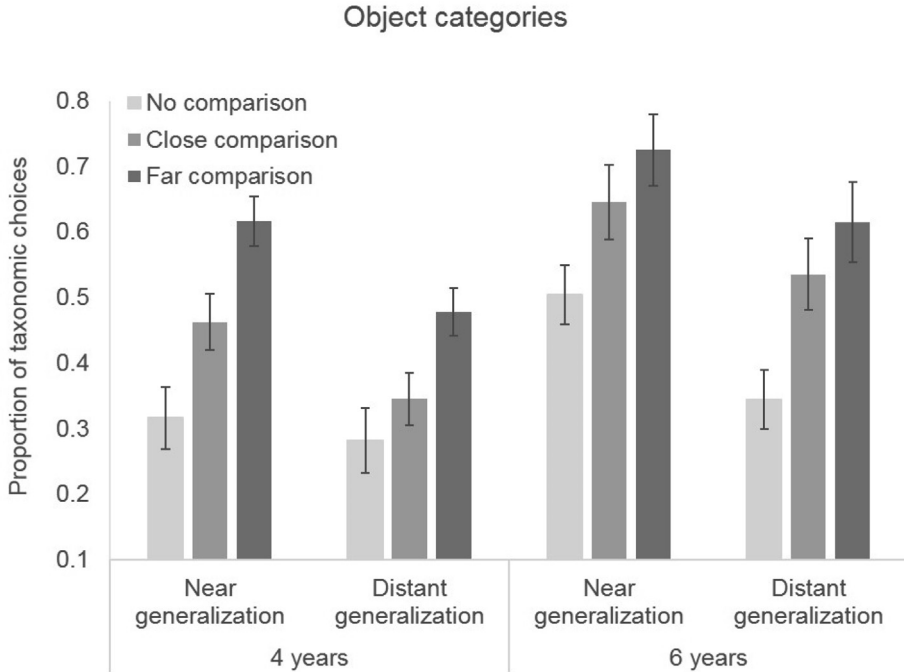 Object categories
Proportion of taxonomic choices
0.8
0.7
0.6
0.5
0.4
0.3
0.2
0.1
No comparison
Close comparison
Far comparison
Near
generalization
Distant
generalization
Near
generalization
Distant
generalization
4 years
6 years